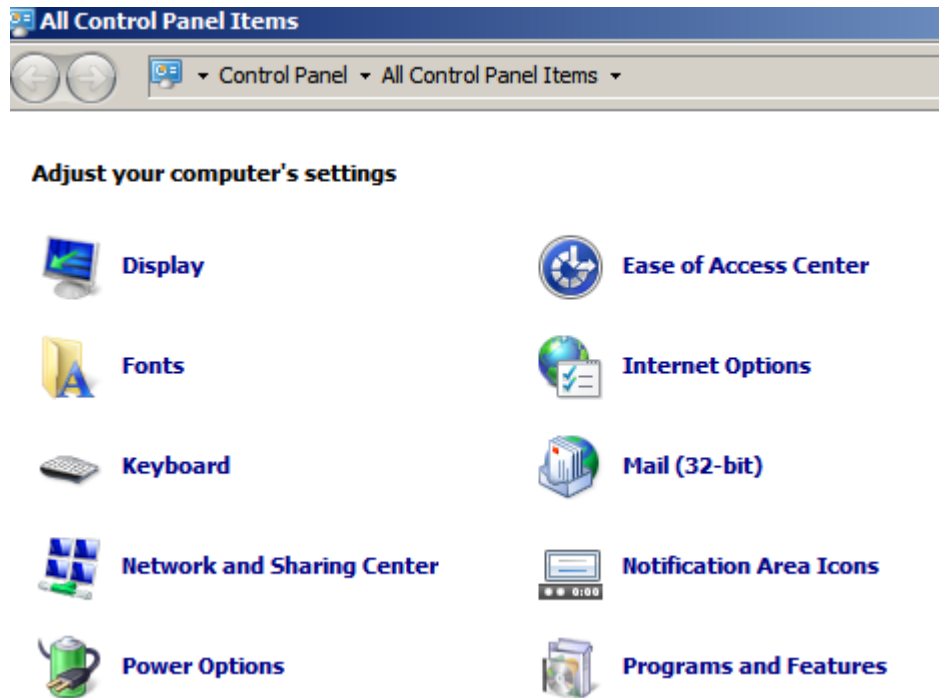 All Control Panel Items
Control Panel All Control Panel Items
Adjust your computer's settings
Display Ease of Access Center
Fonts Internet Options
Keyboard Mail (32-bit)
Network and Sharing Center Notification Area Icons
0:00
Power Options Programs and Features